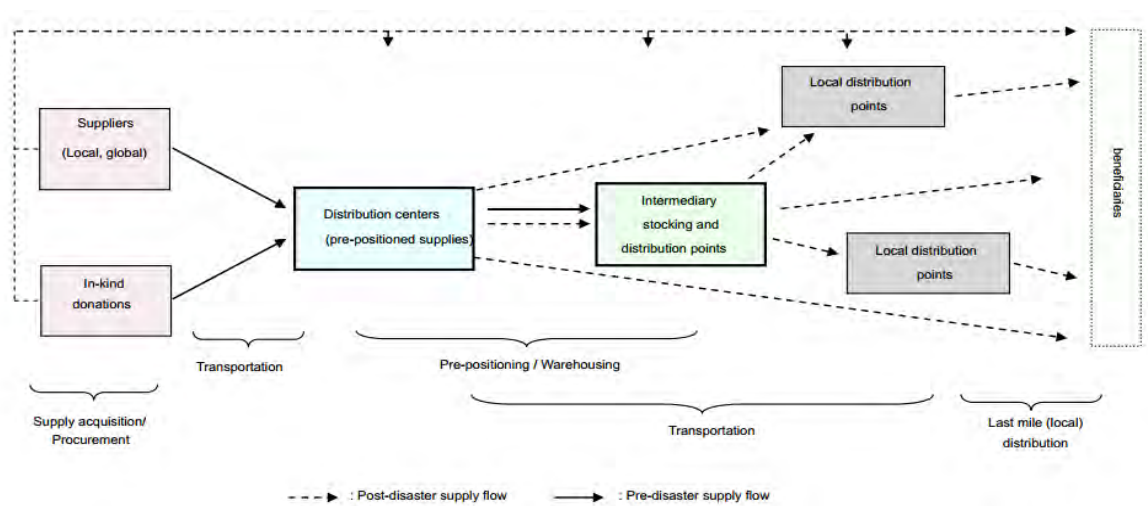 Suppliers
(Local, global)
In-kind
donations
Distribution centers
(pre-positioned supplies)
Intermediary
stocking and
distribution points
Local distribution
points
Local distribution
points
beneficiaries
Transportation
Pre-positioning / Warehousing
Supply acquisition/
Procurement
Transportation
Last mile (local)
distribution
: Post-disaster supply flow
: Pre-disaster supply flow